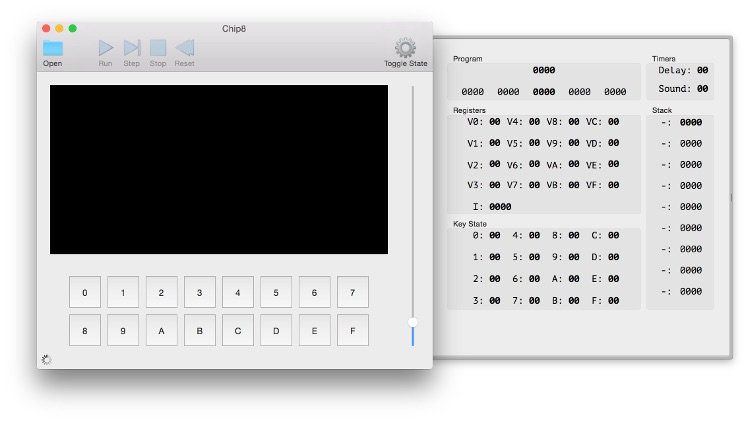 Chip8
Open
Run
Step
Stop
Reset
Toggle State
0 1 2 3 4 5 6 7
8 9 A B C D E F
Program
0000
0000 0000 0000 0000 0000
Timers
Delay: 00
Sound: 00
Registers
V0: 00 V4: 00 V8: 00 VC: 00
V1: 00 V5: 00 V9: 00 VD: 00
V2: 00 V6: 00 VA: 00 VE: 00
V3: 00 V7: 00 VB: 00 VF: 00
I: 0000
Key State
0: 00 4: 00 8: 00 C: 00
1: 00 5: 00 9: 00 D: 00
2: 00 6: 00 A: 00 E: 00
3: 00 7: 00 B: 00 F: 00
Stack
-: 0000
-: 0000
-: 0000
-: 0000
-: 0000
-: 0000
-: 0000
-: 0000
-: 0000